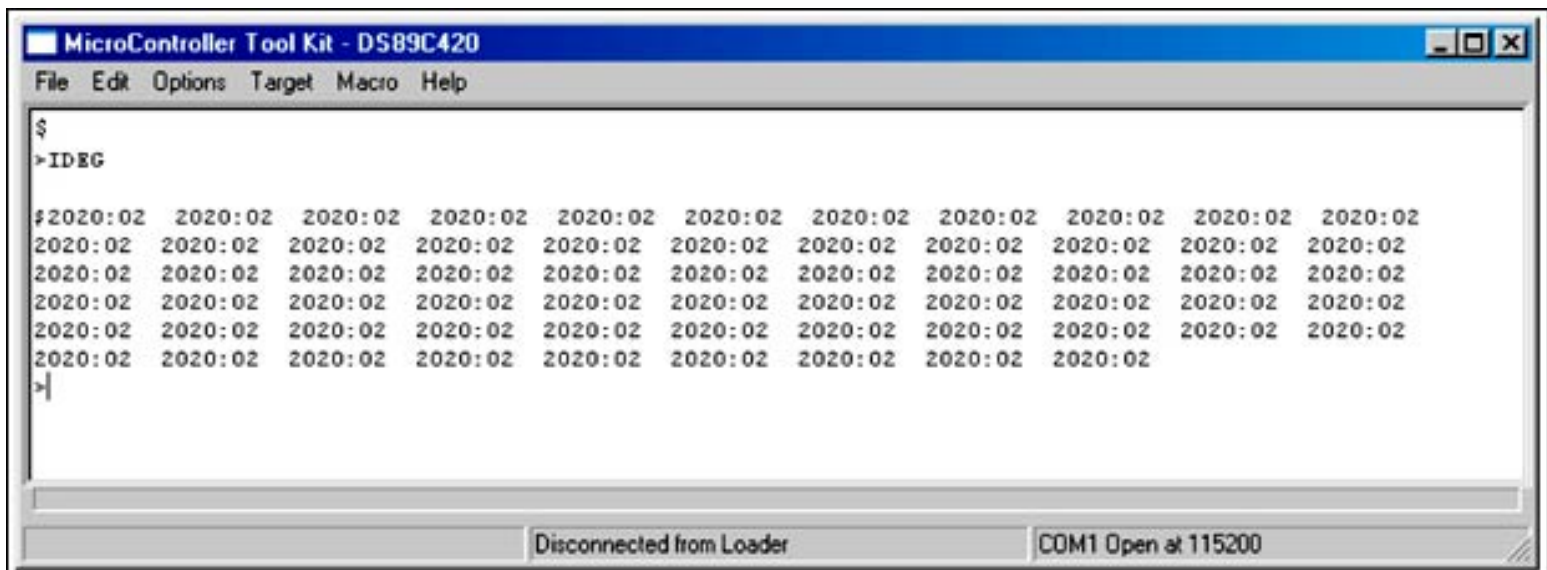 MicroController Tool Kit - DS89C420
File Edit Options Target Macro Help
$
>IDEG
$2020:02 2020:02 2020:02 2020:02 2020:02 2020:02 2020:02 2020:02 2020:02 2020:02 2020:02
2020:02 2020:02 2020:02 2020:02 2020:02 2020:02 2020:02 2020:02 2020:02 2020:02 2020:02
2020:02 2020:02 2020:02 2020:02 2020:02 2020:02 2020:02 2020:02 2020:02 2020:02 2020:02
2020:02 2020:02 2020:02 2020:02 2020:02 2020:02 2020:02 2020:02 2020:02 2020:02 2020:02
2020:02 2020:02 2020:02 2020:02 2020:02 2020:02 2020:02 2020:02 2020:02 2020:02 2020:02
2020:02 2020:02 2020:02 2020:02 2020:02 2020:02 2020:02 2020:02 2020:02
>
Disconnected from Loader COM1 Open at 115200